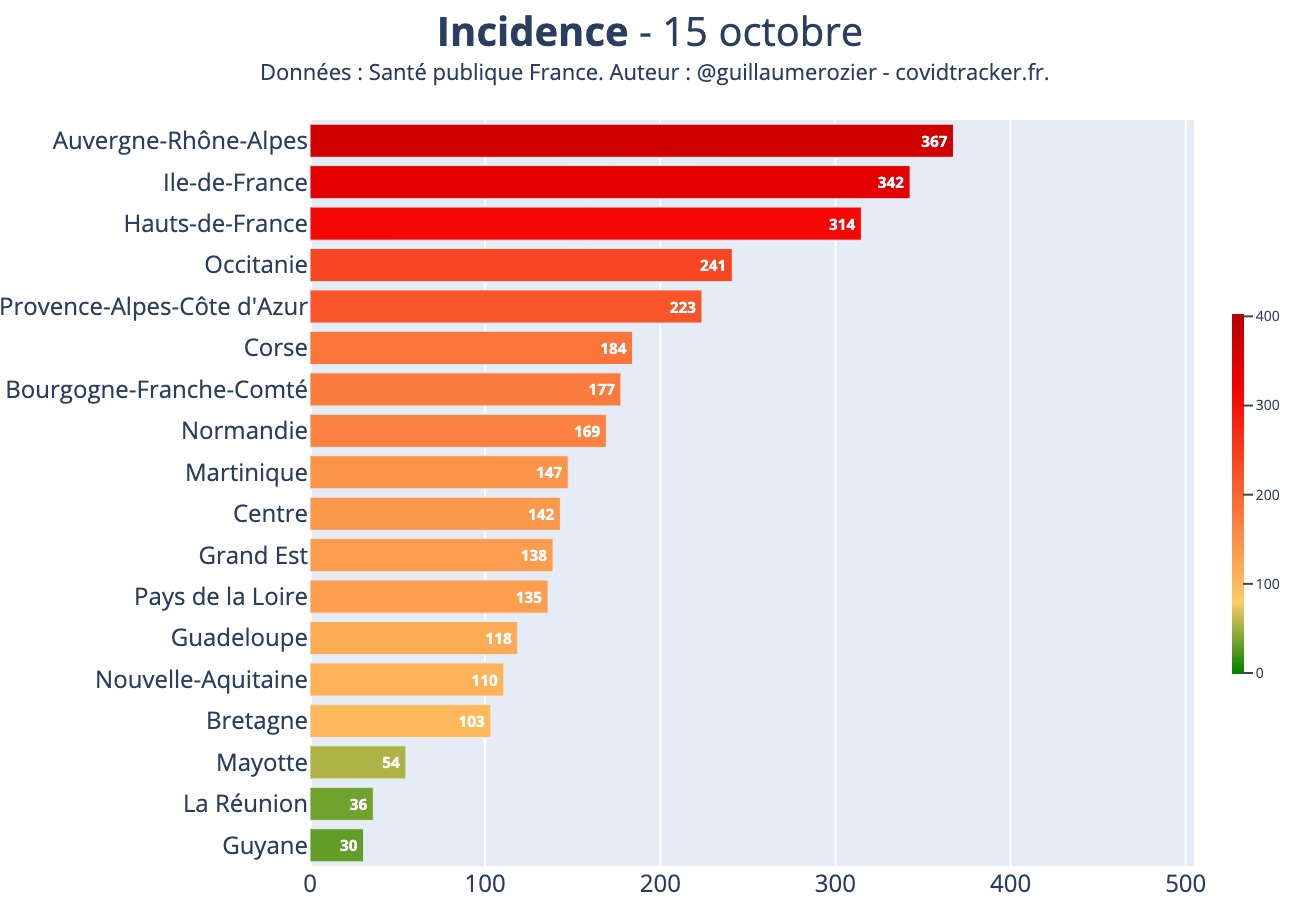 Incidence - 15 octobre
Données : Santé publique France. Auteur : @guillaumerozier - covidtracker.fr.
Auvergne-Rhône-Alpes 367
Ile-de-France 342
Hauts-de-France 314
Occitanie 241
Provence-Alpes-Côte d'Azur 223
Corse 184
Bourgogne-Franche-Comté 177
Normandie 169
Martinique 147
Centre 142
Grand Est 138
Pays de la Loire 135
Guadeloupe 118
Nouvelle-Aquitaine 110
Bretagne 103
Mayotte 54
La Réunion 36
Guyane 30
0 100 200 300 400 500
400
300
200
100
0